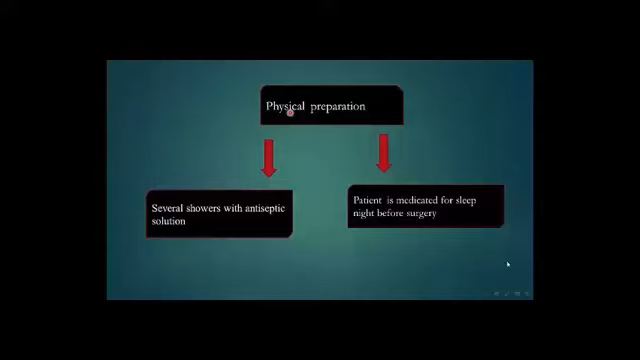 Physical preparation
Several showers with antiseptic
solution
Patient is medicated for sleep
night before surgery